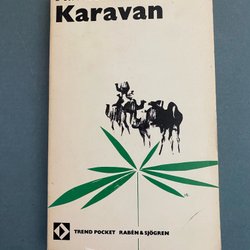 Karavan
TREND POCKET RABÉN & SJÖGREN